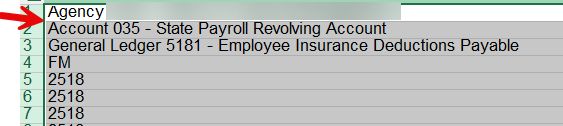 1 Agency
2 Account 035 - State Payroll Revolving Account
3 General Ledger 5181 - Employee Insurance Deductions Payable
4 FM
5 2518
6 2518
7 2518